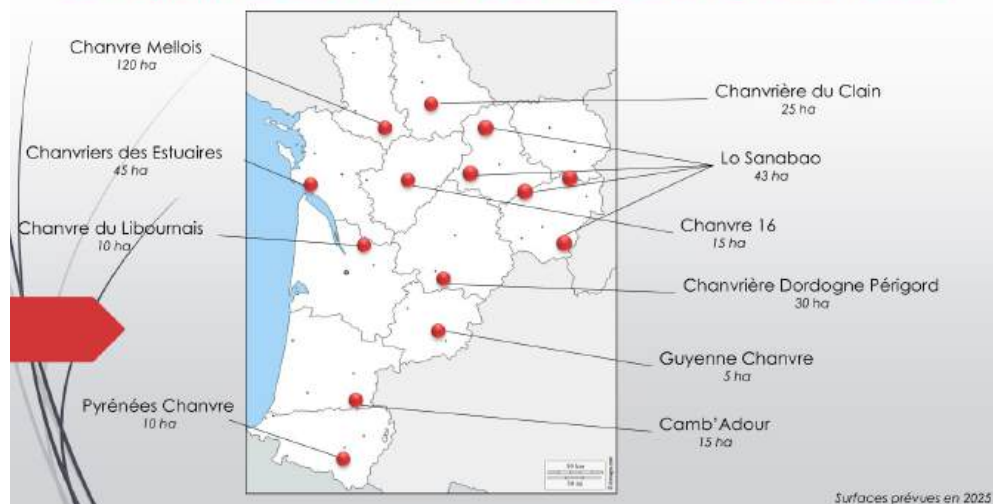 Chanvre Mellois
120 ha
Chanvrière du Clain
25 ha
Chanvriers des Estuaires
45 ha
Lo Sanabao
43 ha
Chanvre du Libournais
10 ha
Chanvre 16
15 ha
Chanvrière Dordogne Périgord
30 ha
Guyenne Chanvre
5 ha
Pyrénées Chanvre
10 ha
Camb'Adour
15 ha
Surfaces prévues en 2025